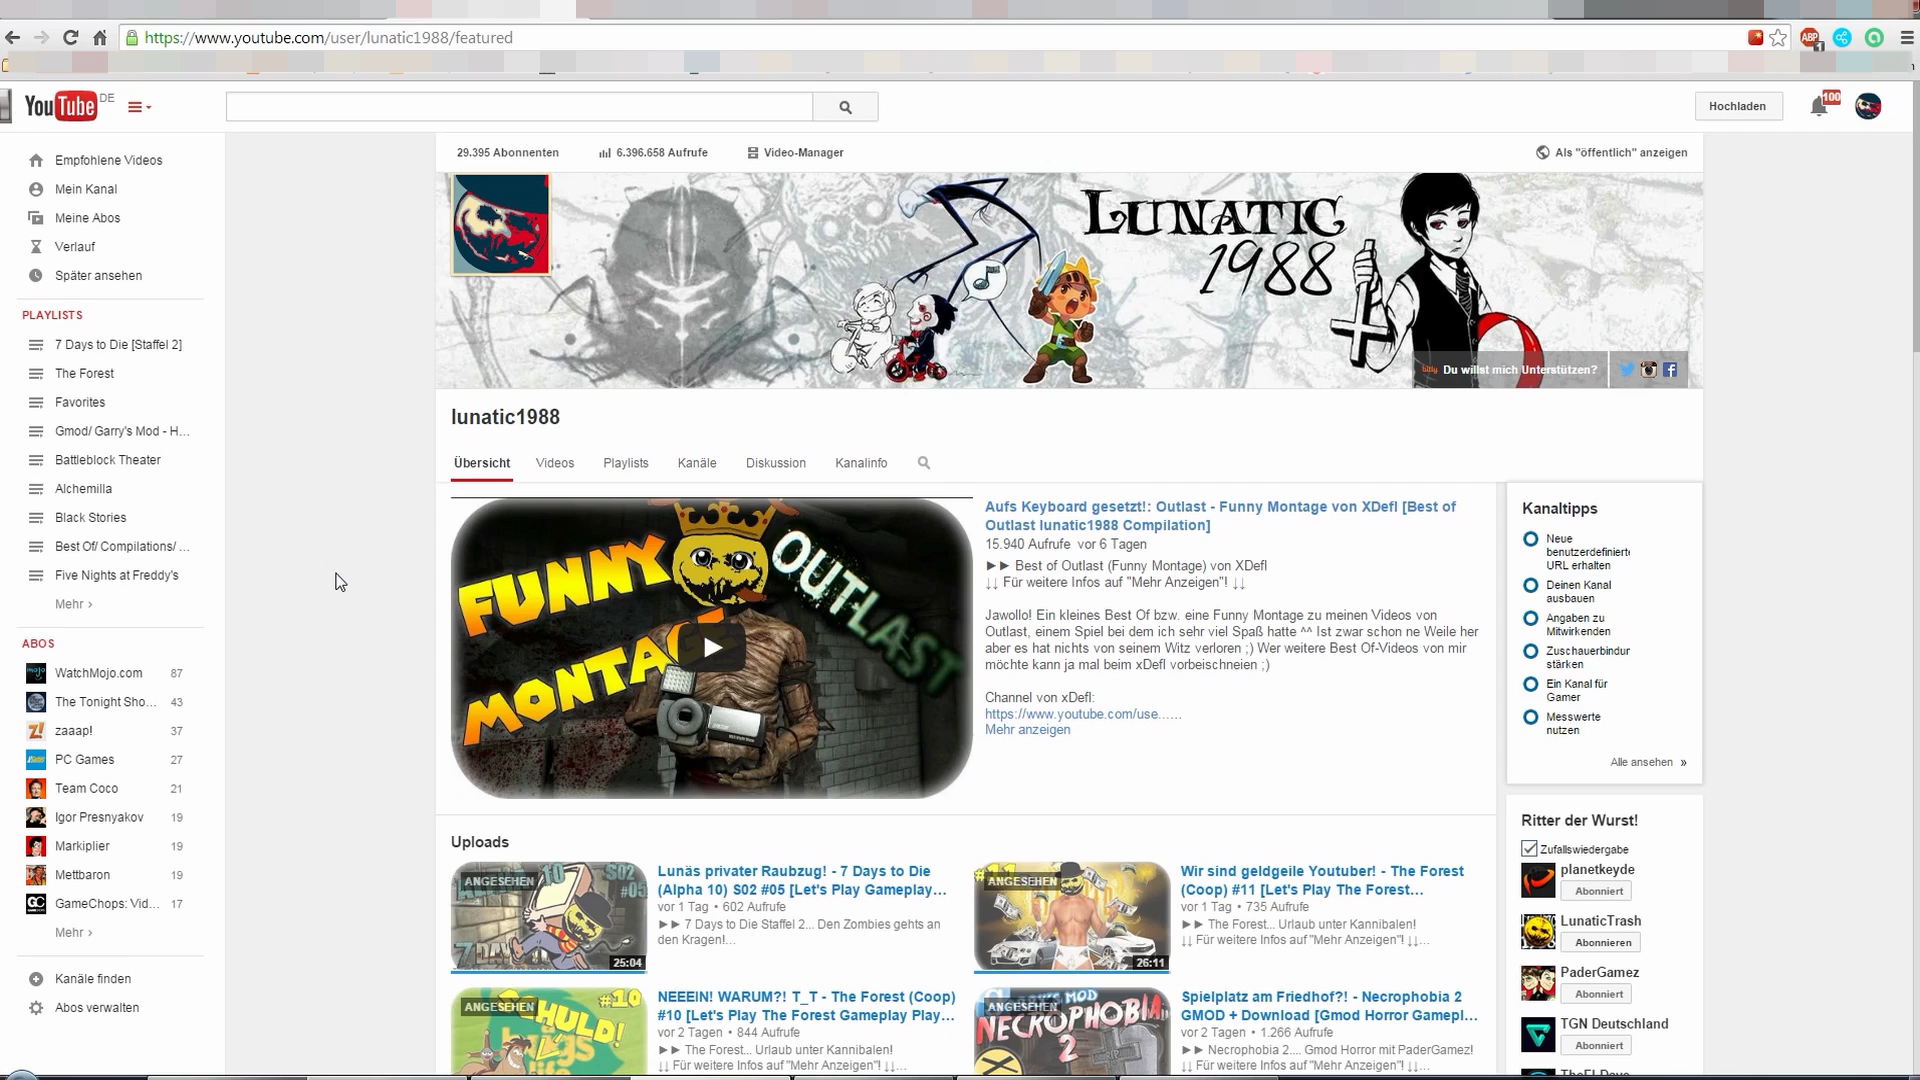 https://www.youtube.com/user/lunatic1988/featured
ABP
1
YouTube DE
Hochladen
100
Empfohlene Videos
Mein Kanal
Meine Abos
Verlauf
Später ansehen
PLAYLISTS
7 Days to Die [Staffel 2]
The Forest
Favorites
Gmod/ Garry's Mod - H...
Battleblock Theater
Alchemilla
Black Stories
Best Of/ Compilations/ ...
Five Nights at Freddy's
Mehr ›
ABOS
WatchMojo.com 87
The Tonight Sho... 43
zaaap! 37
PC Games 27
Team Coco 21
Igor Presnyakov 19
Markiplier 19
Mettbaron 19
GameChops: Vid... 17
Mehr ›
Kanäle finden
Abos verwalten
29.395 Abonnenten 6.396.658 Aufrufe Video-Manager Als "öffentlich" anzeigen
LUNATIC
1988
Du willst mich Unterstützen?
lunatic1988
Übersicht Videos Playlists Kanäle Diskussion Kanalinfo
FUNNY
MONTAGE
OUTLAST
Aufs Keyboard gesetzt!: Outlast - Funny Montage von XDefl [Best of
Outlast lunatic1988 Compilation]
15.940 Aufrufe vor 6 Tagen
►► Best of Outlast (Funny Montage) von XDefl
↓↓ Für weitere Infos auf "Mehr Anzeigen"! ↓↓
Jawollo! Ein kleines Best Of bzw. eine Funny Montage zu meinen Videos von
Outlast, einem Spiel bei dem ich sehr viel Spaß hatte ^^ Ist zwar schon ne Weile her
aber es hat nichts von seinem Witz verloren ;) Wer weitere Best Of-Videos von mir
möchte kann ja mal beim xDefl vorbeischneien ;)
Channel von xDefl:
https://www.youtube.com/use......
Mehr anzeigen
Kanaltipps
Neue
benutzerdefinierte
URL erhalten
Deinen Kanal
ausbauen
Angaben zu
Mitwirkenden
Zuschauerbindung
stärken
Ein Kanal für
Gamer
Messwerte
nutzen
Alle ansehen »
Uploads
ANGESEHEN
S02
#05
7 DAY
25:04
Lunäs privater Raubzug! - 7 Days to Die
(Alpha 10) S02 #05 [Let's Play Gameplay...
vor 1 Tag • 602 Aufrufe
►► 7 Days to Die Staffel 2... Den Zombies gehts an
den Kragen!...
#11
ANGESEHEN
26:11
Wir sind geldgeile Youtuber! - The Forest
(Coop) #11 [Let's Play The Forest...
vor 1 Tag • 735 Aufrufe
►► The Forest... Urlaub unter Kannibalen!
↓↓ Für weitere Infos auf "Mehr Anzeigen"! ↓↓...
ANGESEHEN
#10
SCHULD!
bugs
life
NEEEIN! WARUM?! T_T - The Forest (Coop)
#10 [Let's Play The Forest Gameplay Play...
vor 2 Tagen • 844 Aufrufe
►► The Forest... Urlaub unter Kannibalen!
↓↓ Für weitere Infos auf "Mehr Anzeigen"! ↓↓...
ANGESEHEN
MOD
NECROPHOBIA
2
Spielplatz am Friedhof?! - Necrophobia 2
GMOD + Download [Gmod Horror Gamepl...
vor 2 Tagen • 1.266 Aufrufe
►► Necrophobia 2.... Gmod Horror mit PaderGamez!
↓↓ Für weitere Infos auf "Mehr Anzeigen"! ↓↓...
Ritter der Wurst!
Zufallswiedergabe
planetkeyde
Abonniert
LunaticTrash
Abonnieren
PaderGamez
Abonniert
TGN Deutschland
Abonniert